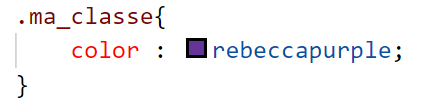 .ma_classe{
    color : rebeccapurple;
}